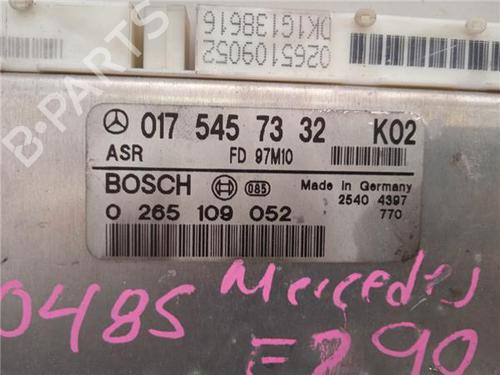 0265109052
DK1G138616
B-PARTS
017 545 73 32 K02
ASR FD 97M10
BOSCH 085 Made in Germany
0 265 109 052 2540 4397
770
0485 Mercedes
E290